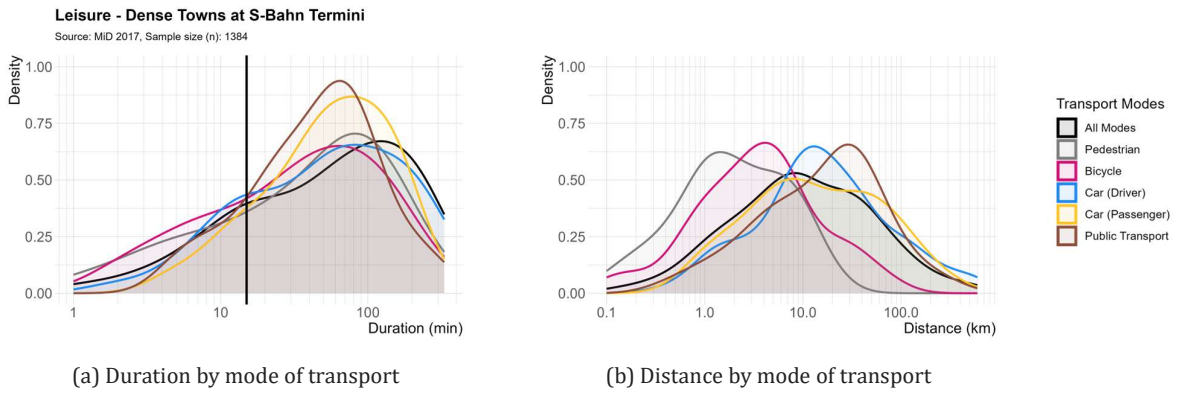 Leisure - Dense Towns at S-Bahn Termini
Source: MiD 2017, Sample size (n): 1384
Density
1.00
0.75
0.50
0.25
0.00
1
10
100
Duration (min)
(a) Duration by mode of transport
Density
1.00
0.75
0.50
0.25
0.00
0.1
1.0
10.0
100.0
Distance (km)
(b) Distance by mode of transport
Transport Modes
All Modes
Pedestrian
Bicycle
Car (Driver)
Car (Passenger)
Public Transport